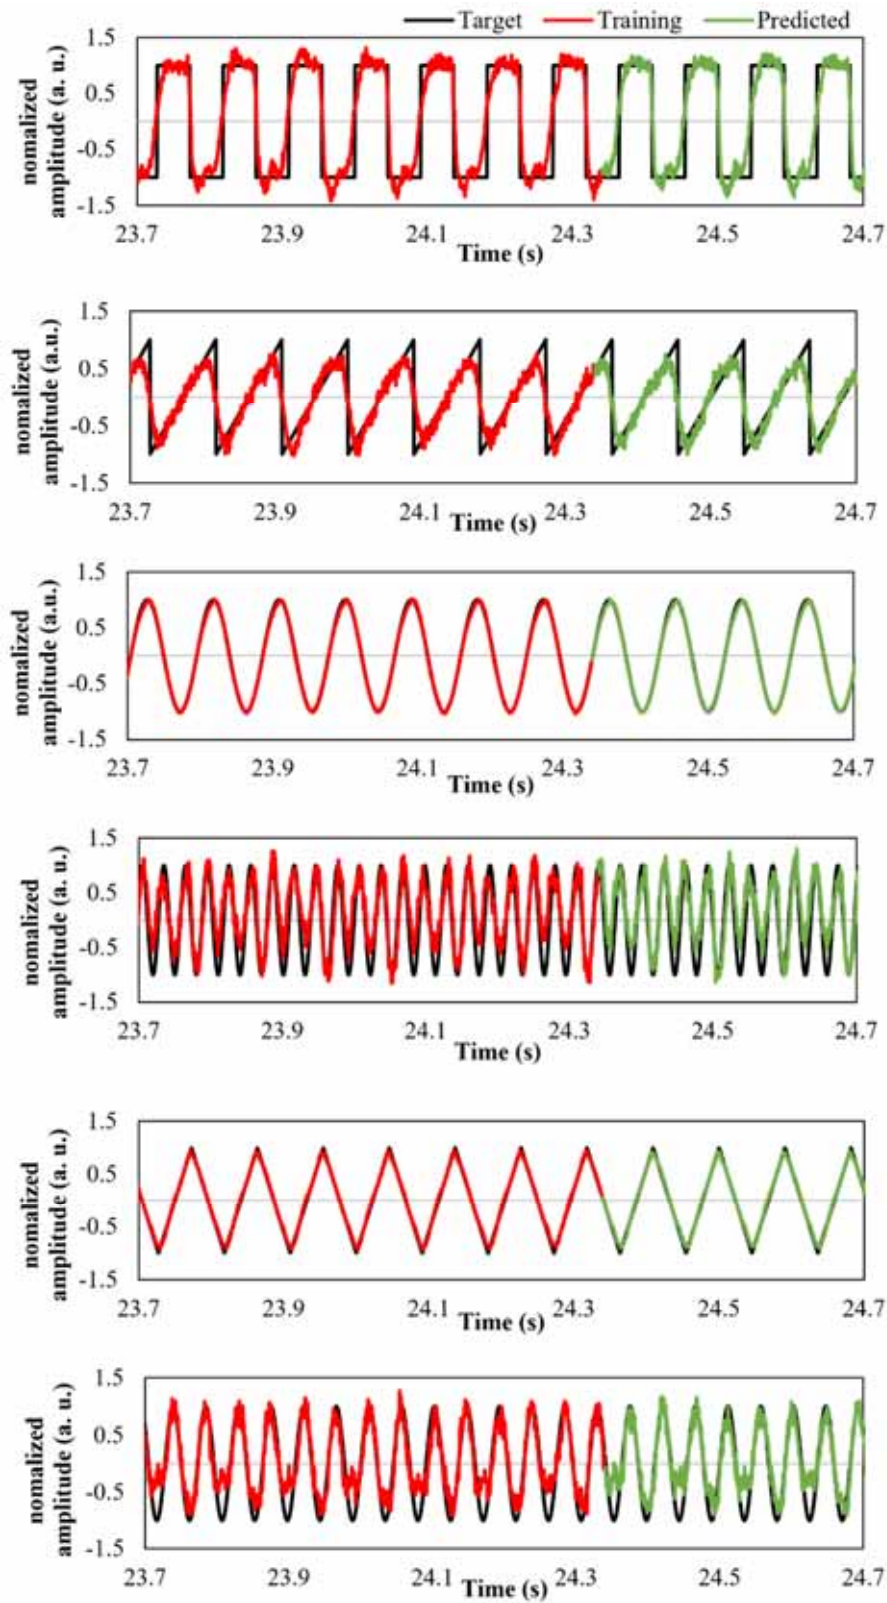 Target Training Predicted
1.5
0.5
-0.5
-1.5
nomalized
amplitude (a. u.)
23.7 23.9 24.1 24.3 24.5 24.7
Time (s)
1.5
0.5
-0.5
-1.5
nomalized
amplitude (a.u.)
23.7 23.9 24.1 24.3 24.5 24.7
Time (s)
1.5
0.5
-0.5
-1.5
nomalized
amplitude (a.u.)
23.7 23.9 24.1 24.3 24.5 24.7
Time (s)
1.5
0.5
-0.5
-1.5
nomalized
amplitude (a. u.)
23.7 23.9 24.1 24.3 24.5 24.7
Time (s)
1.5
0.5
-0.5
-1.5
nomalized
amplitude (a. u.)
23.7 23.9 24.1 24.3 24.5 24.7
Time (s)
1.5
0.5
-0.5
-1.5
nomalized
amplitude (a. u.)
23.7 23.9 24.1 24.3 24.5 24.7
Time (s)